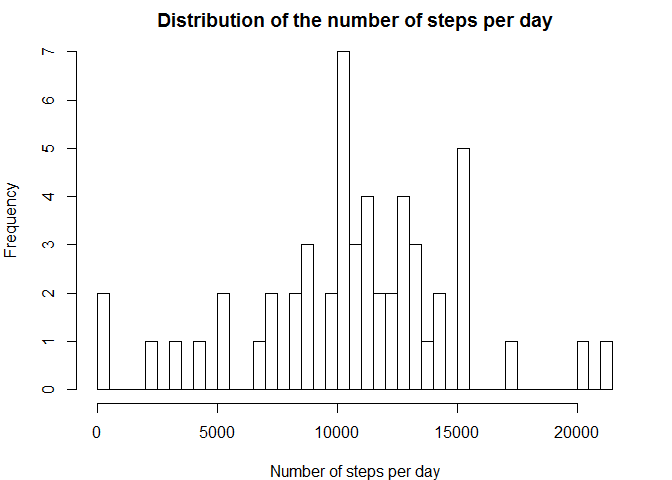 Distribution of the number of steps per day
Frequency
7
6
5
4
3
2
1
0
0 5000 10000 15000 20000
Number of steps per day